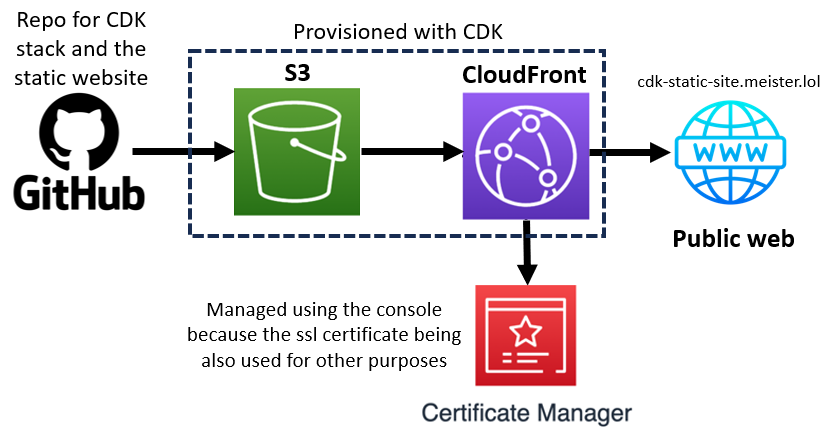 Repo for CDK
stack and the
static website
GitHub
Provisioned with CDK
S3
CloudFront
cdk-static-site.meister.lol
WWW
Public web
Managed using the console
because the ssl certificate being
also used for other purposes
Certificate Manager